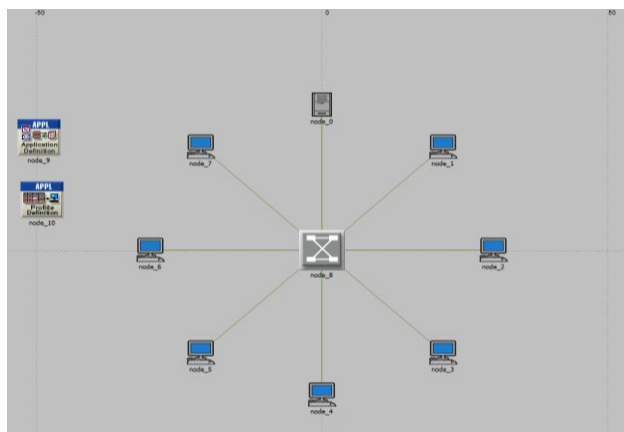 -50
0
50
node_0
APPL
Application
Definition
node_9
node_7
node_1
APPL
Profile
Definition
node_10
node_6
node_8
node_2
node_5
node_3
node_4